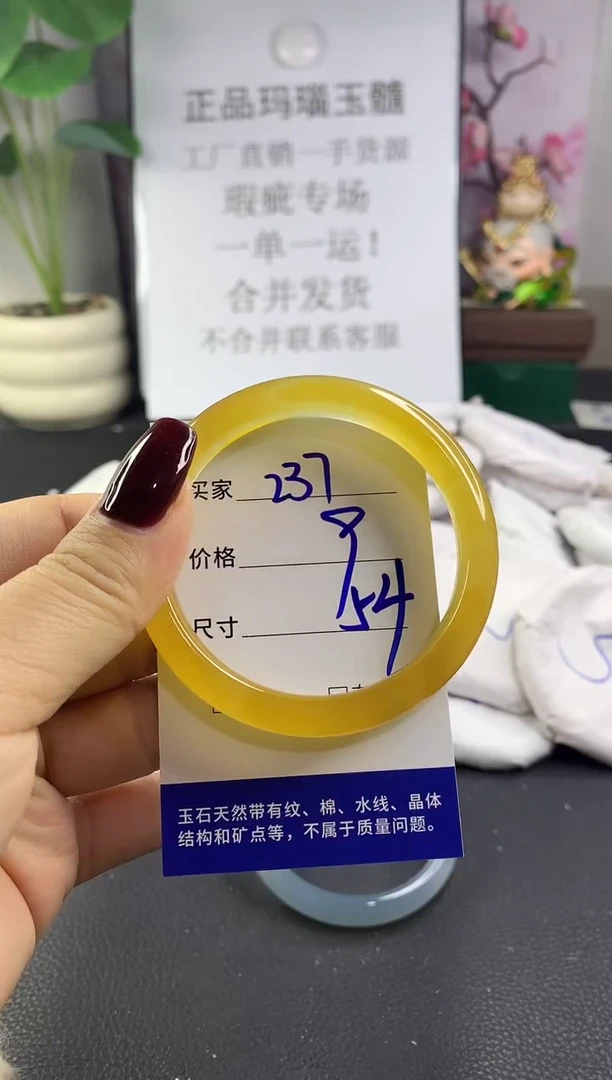 正品玛瑙玉髓
工厂直销一手货源
瑕疵专场
一单一运！
合并发货
不合并联系客服
买家 237
价格
尺寸 54
玉石天然带有纹、棉、水线、晶体
结构和矿点等，不属于质量问题。